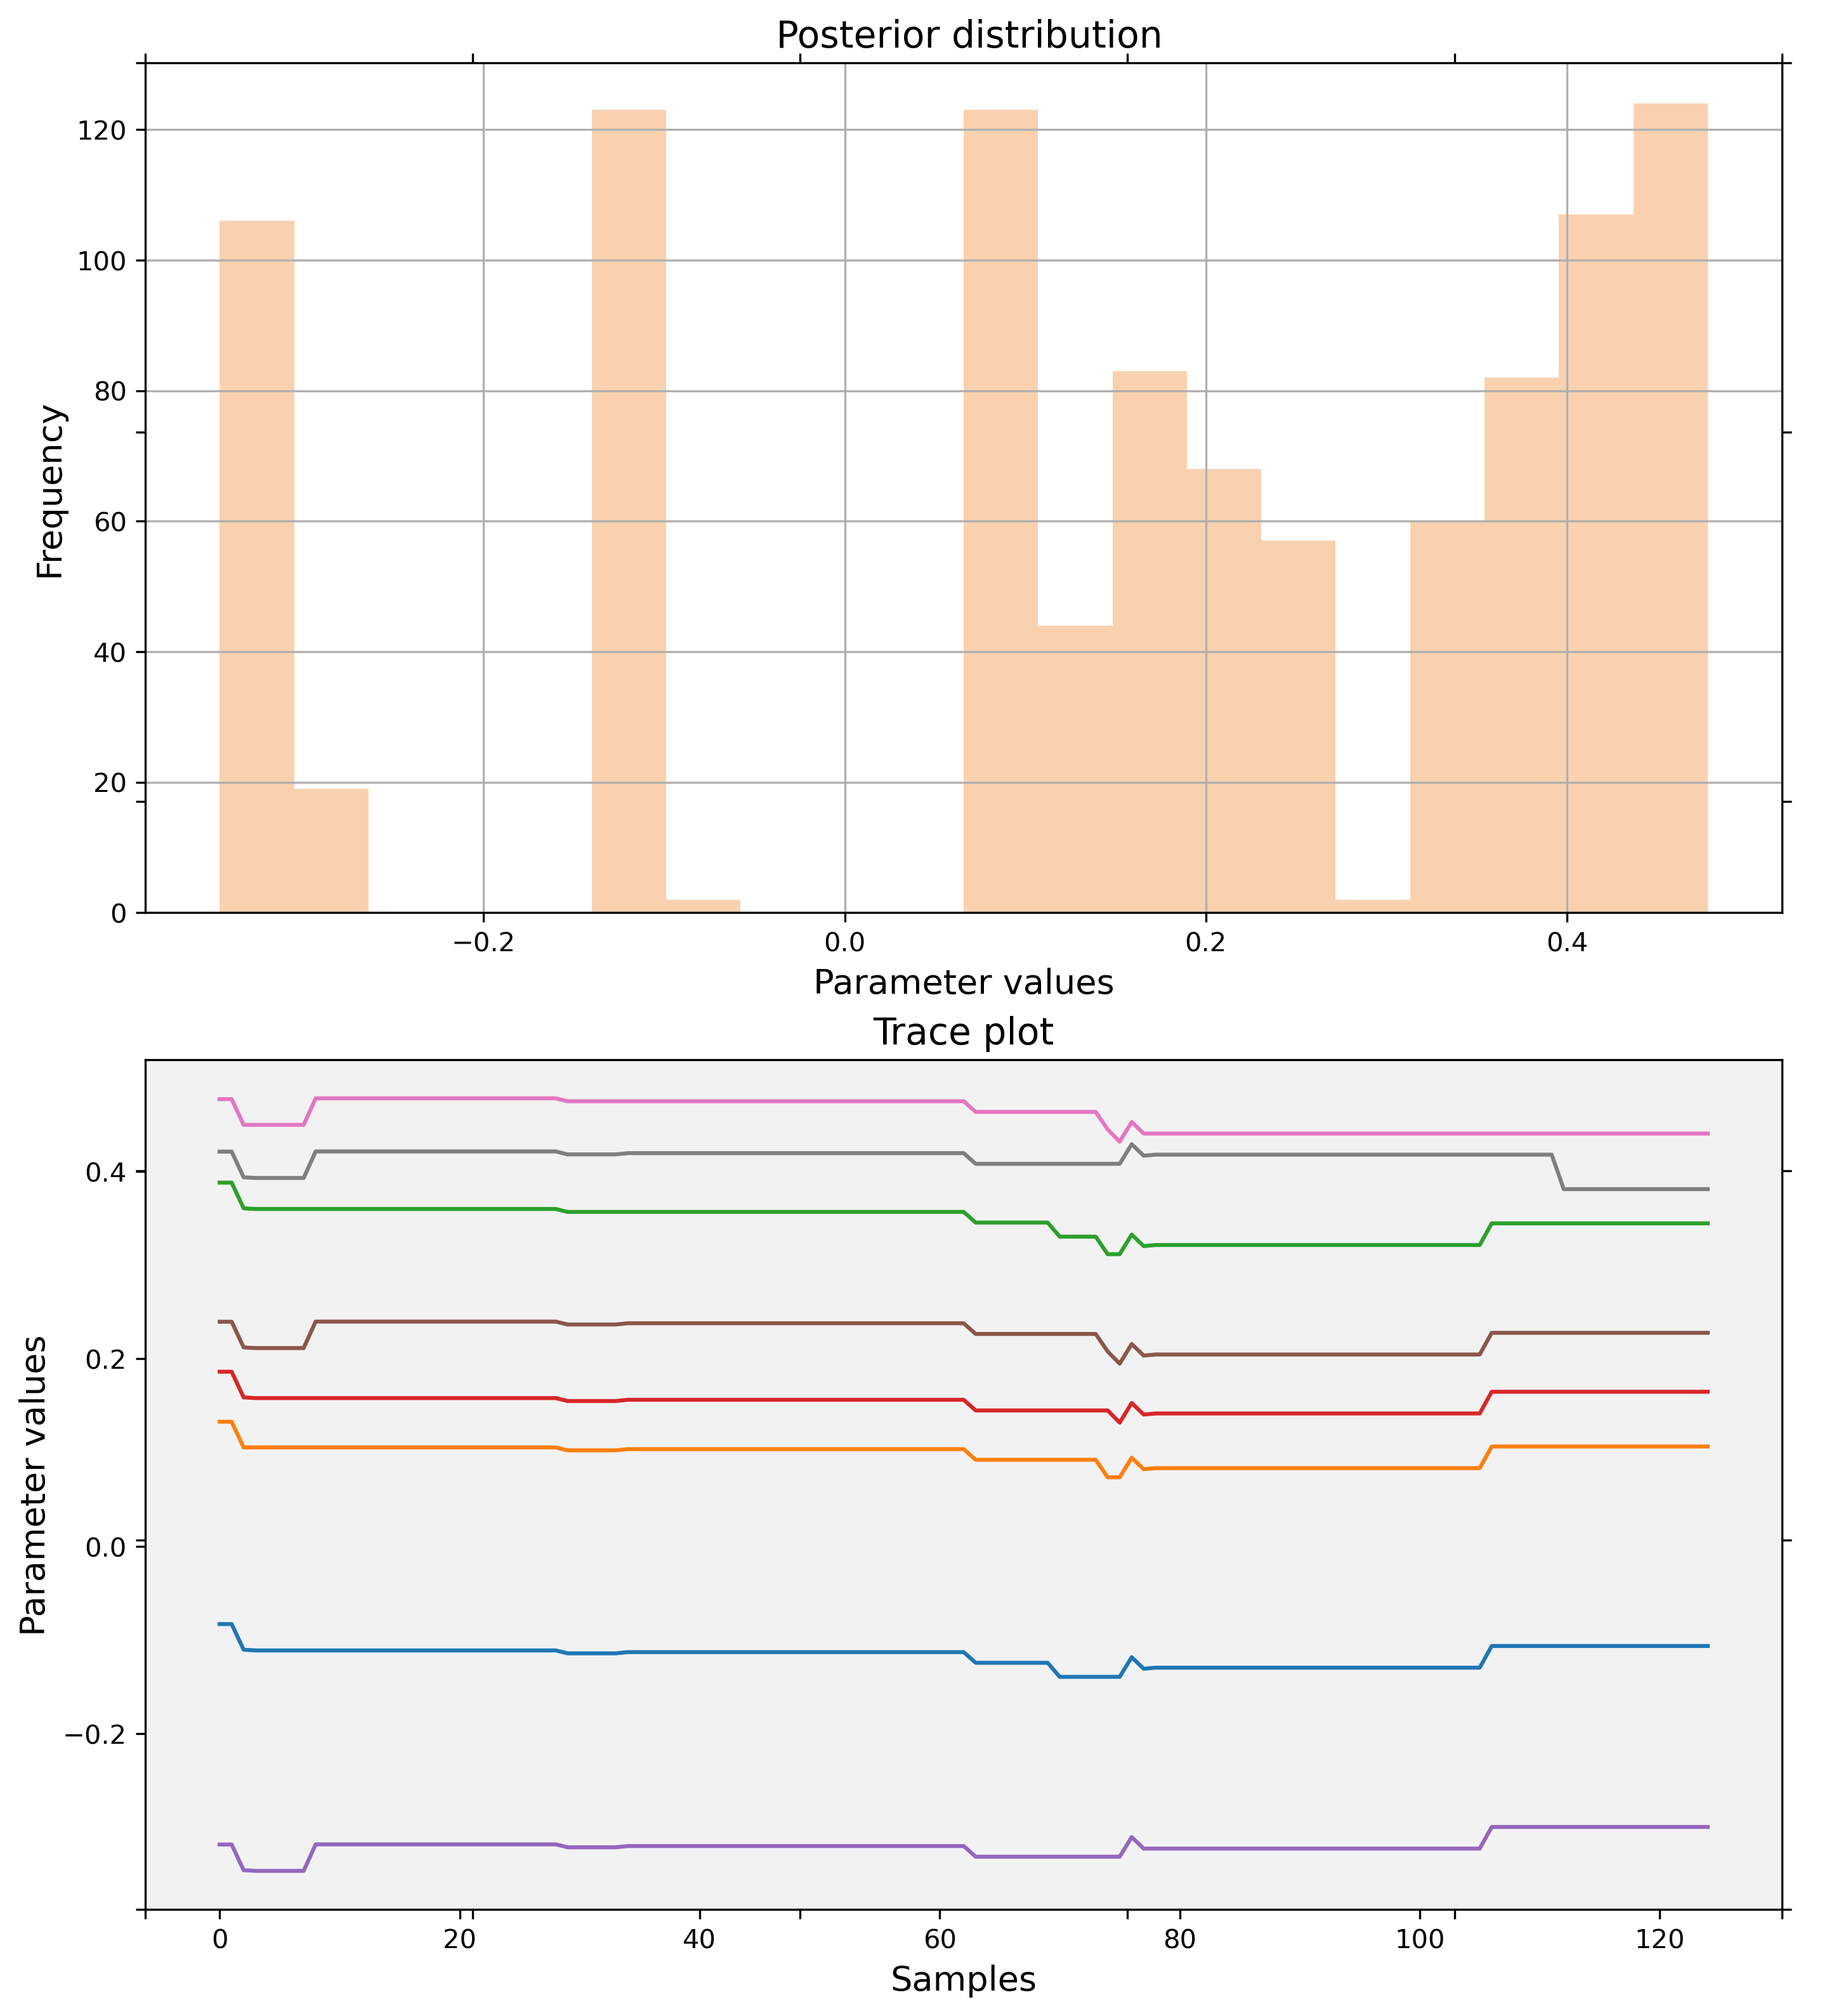 Posterior distribution
120
100
80
60
40
20
0
Frequency
−0.2 0.0 0.2 0.4
Parameter values
Trace plot
0.4
0.2
0.0
−0.2
Parameter values
0 20 40 60 80 100 120
Samples